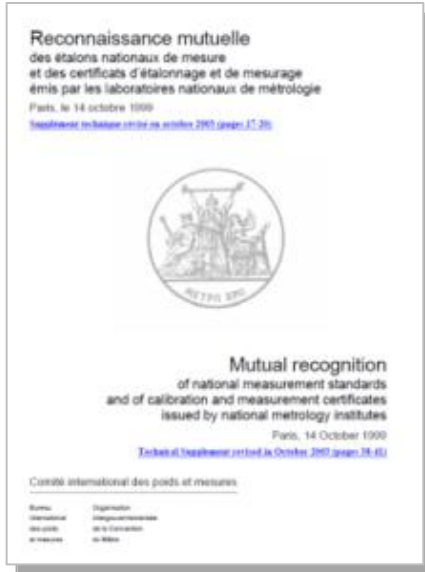 Reconnaissance mutuelle
des étalons nationaux de mesure
et des certificats d'étalonnage et de mesurage
émis par les laboratoires nationaux de métrologie
Paris, le 14 octobre 1999
Supplément technique révisé en octobre 2003 (pages 17-20)
ΜΕΤΡΩ ΧΡΩ
Mutual recognition
of national measurement standards
and of calibration and measurement certificates
issued by national metrology institutes
Paris, 14 October 1999
Technical Supplement revised in October 2003 (pages 38-41)
Comité international des poids et mesures
Bureau Organisation
international intergouvernementale
des poids de la Convention
et mesures du Mètre